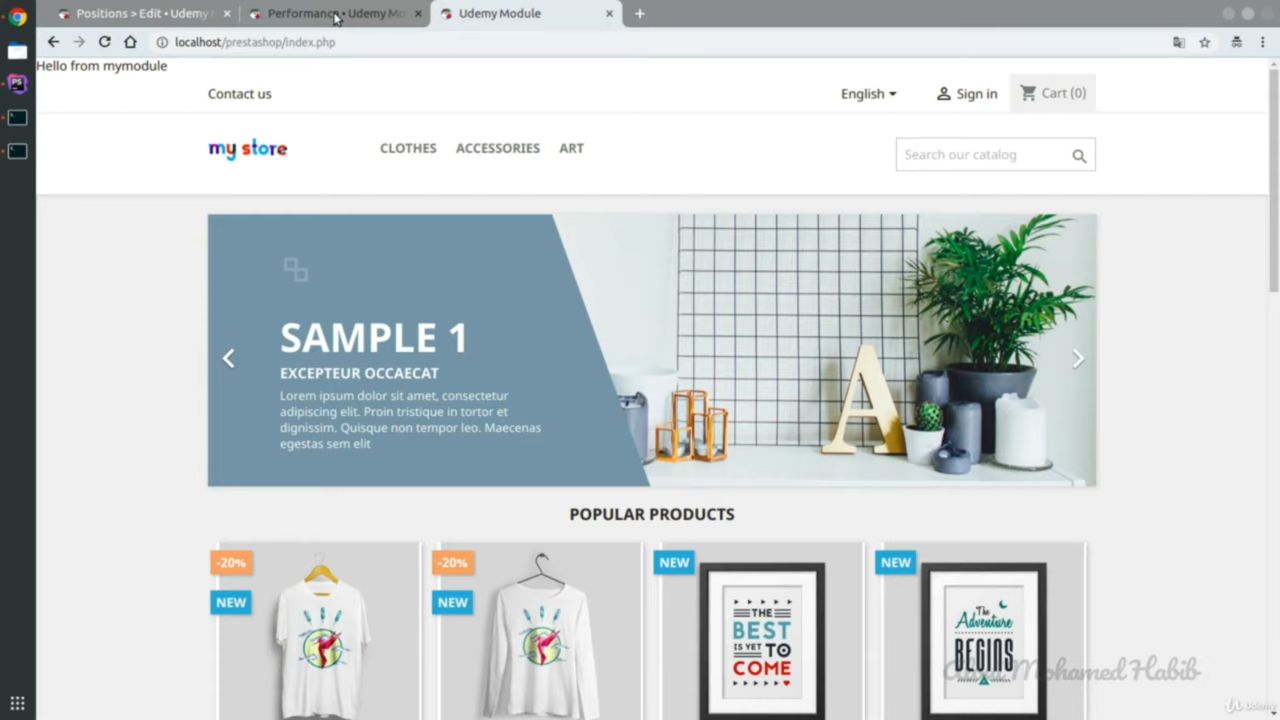 Positions > Edit • Udemy
Performance • Udemy Mo
Udemy Module
localhost/prestashop/index.php
Hello from mymodule
Contact us
English
Sign in
Cart (0)
my store
CLOTHES
ACCESSORIES
ART
Search our catalog
SAMPLE 1
EXCEPTEUR OCCAECAT
Lorem ipsum dolor sit amet, consectetur
adipiscing elit. Proin tristique in tortor et
dignissim. Quisque non tempor leo. Maecenas
egestas sem elit
A
POPULAR PRODUCTS
-20%
NEW
-20%
NEW
NEW
THE
BEST
IS YET TO
COME
NEW
The
Adventure
BEGINS
Mohamed Habib
Udemy
PS